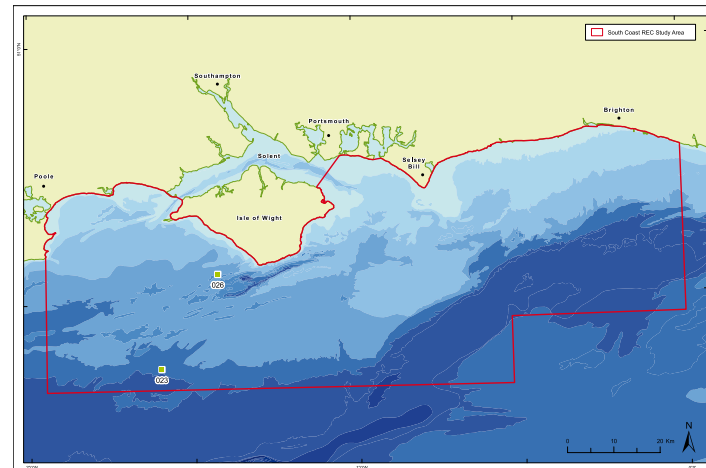 South Coast REC Study Area
Southampton
Portsmouth
Brighton
Solent
Selsey
Bill
Poole
Isle of Wight
026
023
N
0 10 20 Km